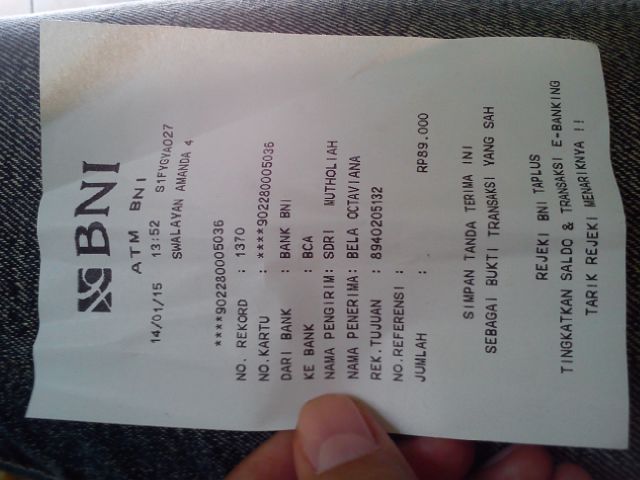 BNI
ATM BNI
14/01/15 13:52 S1FYGYA027
SWALAYAN AMANDA 4
****902280005036
NO. REKORD : 1370
NO.KARTU : ****902280005036
DARI BANK : BANK BNI
KE BANK : BCA
NAMA PENGIRIM: SDRI MUTHOLIAH
NAMA PENERIMA: BELA OCTAVIANA
REK.TUJUAN : 8940205132
NO.REFERENSI :
JUMLAH : RP89.000
SIMPAN TANDA TERIMA INI
SEBAGAI BUKTI TRANSAKSI YANG SAH
REJEKI BNI TAPLUS
TINGKATKAN SALDO & TRANSAKSI E-BANKING
TARIK REJEKI MENARIKNYA !!